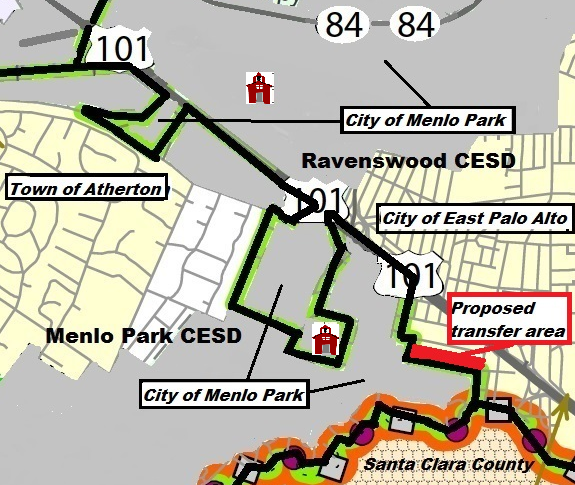 84 84
101
City of Menlo Park
Ravenswood CESD
Town of Atherton
101
City of East Palo Alto
101
Proposed
transfer area
Menlo Park CESD
City of Menlo Park
Santa Clara County